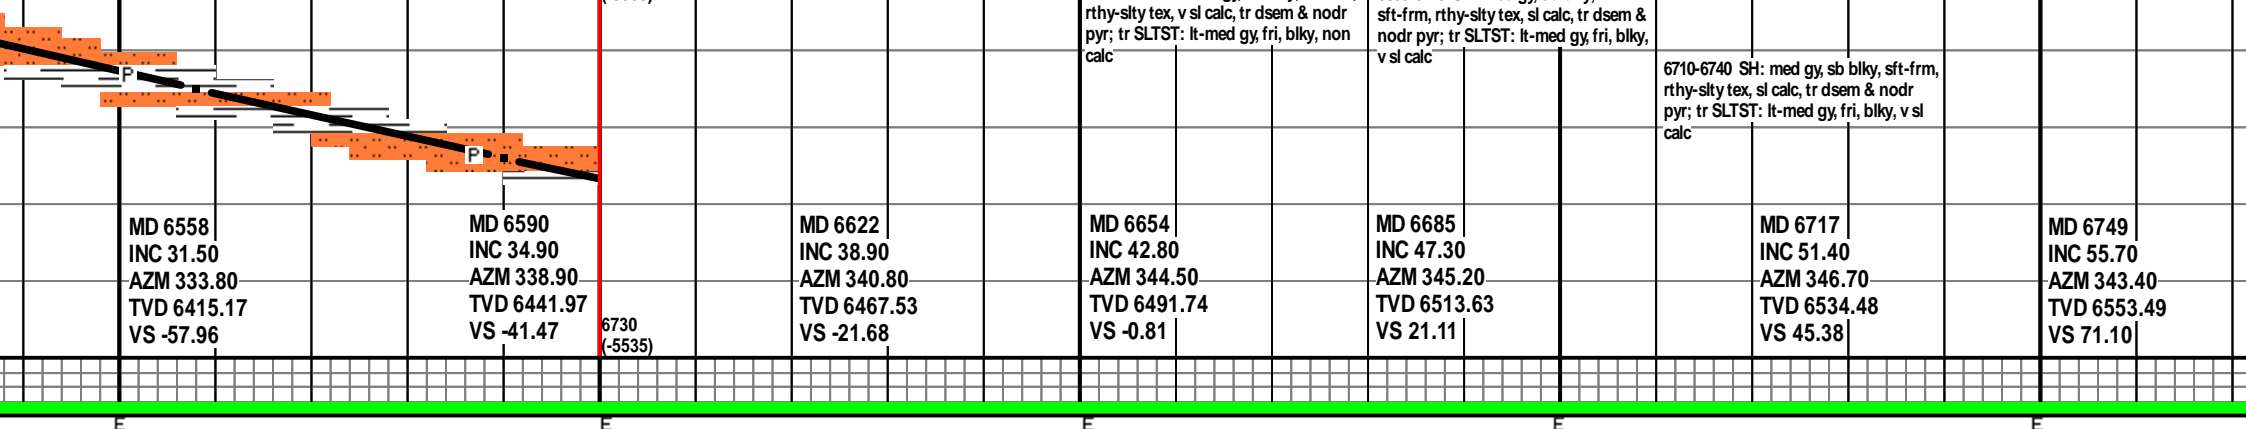 rthy-slty tex, v sl calc, tr dsem & nodr
pyr; tr SLTST: lt-med gy, fri, blky, non
calc
sft-frm, rthy-slty tex, sl calc, tr dsem &
nodr pyr; tr SLTST: lt-med gy, fri, blky,
v sl calc
6710-6740 SH: med gy, sb blky, sft-frm,
rthy-slty tex, sl calc, tr dsem & nodr
pyr; tr SLTST: lt-med gy, fri, blky, v sl
calc
P
P
MD 6558
INC 31.50
AZM 333.80
TVD 6415.17
VS -57.96
MD 6590
INC 34.90
AZM 338.90
TVD 6441.97
VS -41.47
6730
(-5535)
MD 6622
INC 38.90
AZM 340.80
TVD 6467.53
VS -21.68
MD 6654
INC 42.80
AZM 344.50
TVD 6491.74
VS -0.81
MD 6685
INC 47.30
AZM 345.20
TVD 6513.63
VS 21.11
MD 6717
INC 51.40
AZM 346.70
TVD 6534.48
VS 45.38
MD 6749
INC 55.70
AZM 343.40
TVD 6553.49
VS 71.10